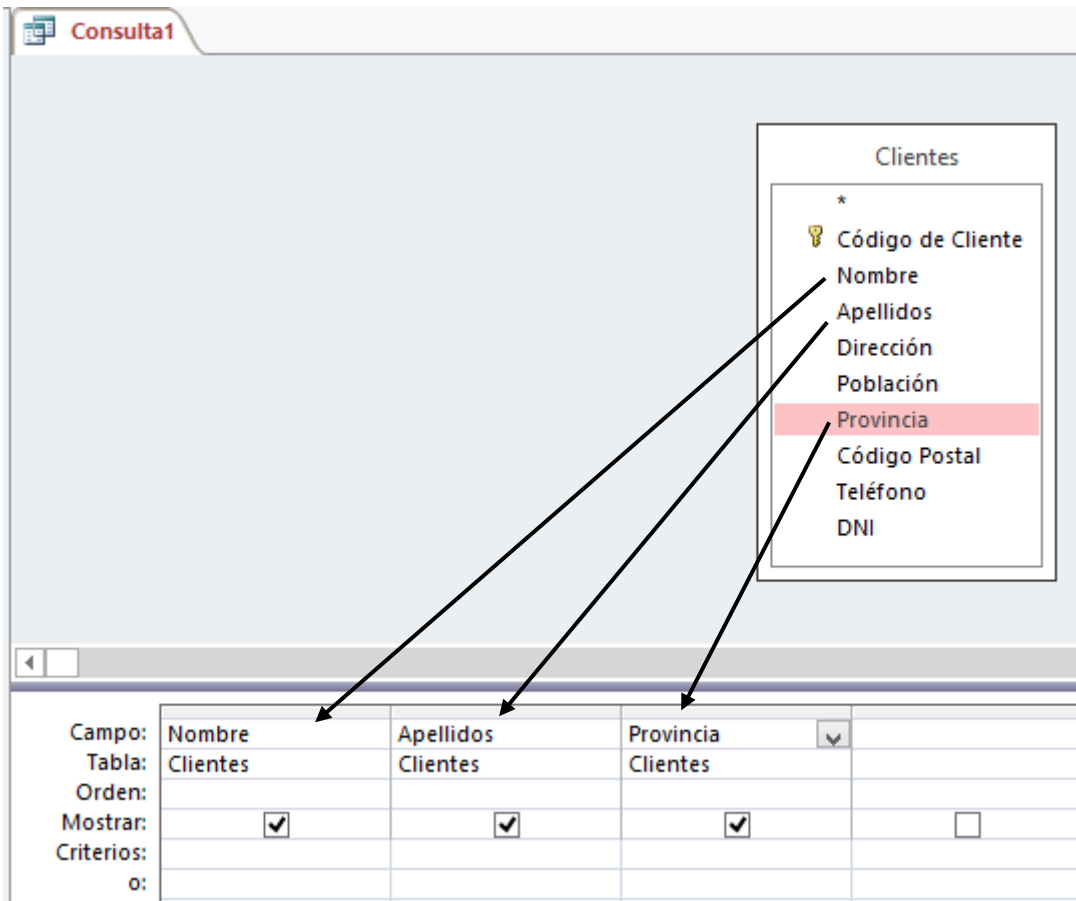 Consulta1
Clientes
*
Código de Cliente
Nombre
Apellidos
Dirección
Población
Provincia
Código Postal
Teléfono
DNI
Campo: Nombre Apellidos Provincia
Tabla: Clientes Clientes Clientes
Orden:
Mostrar:
Criterios:
o: